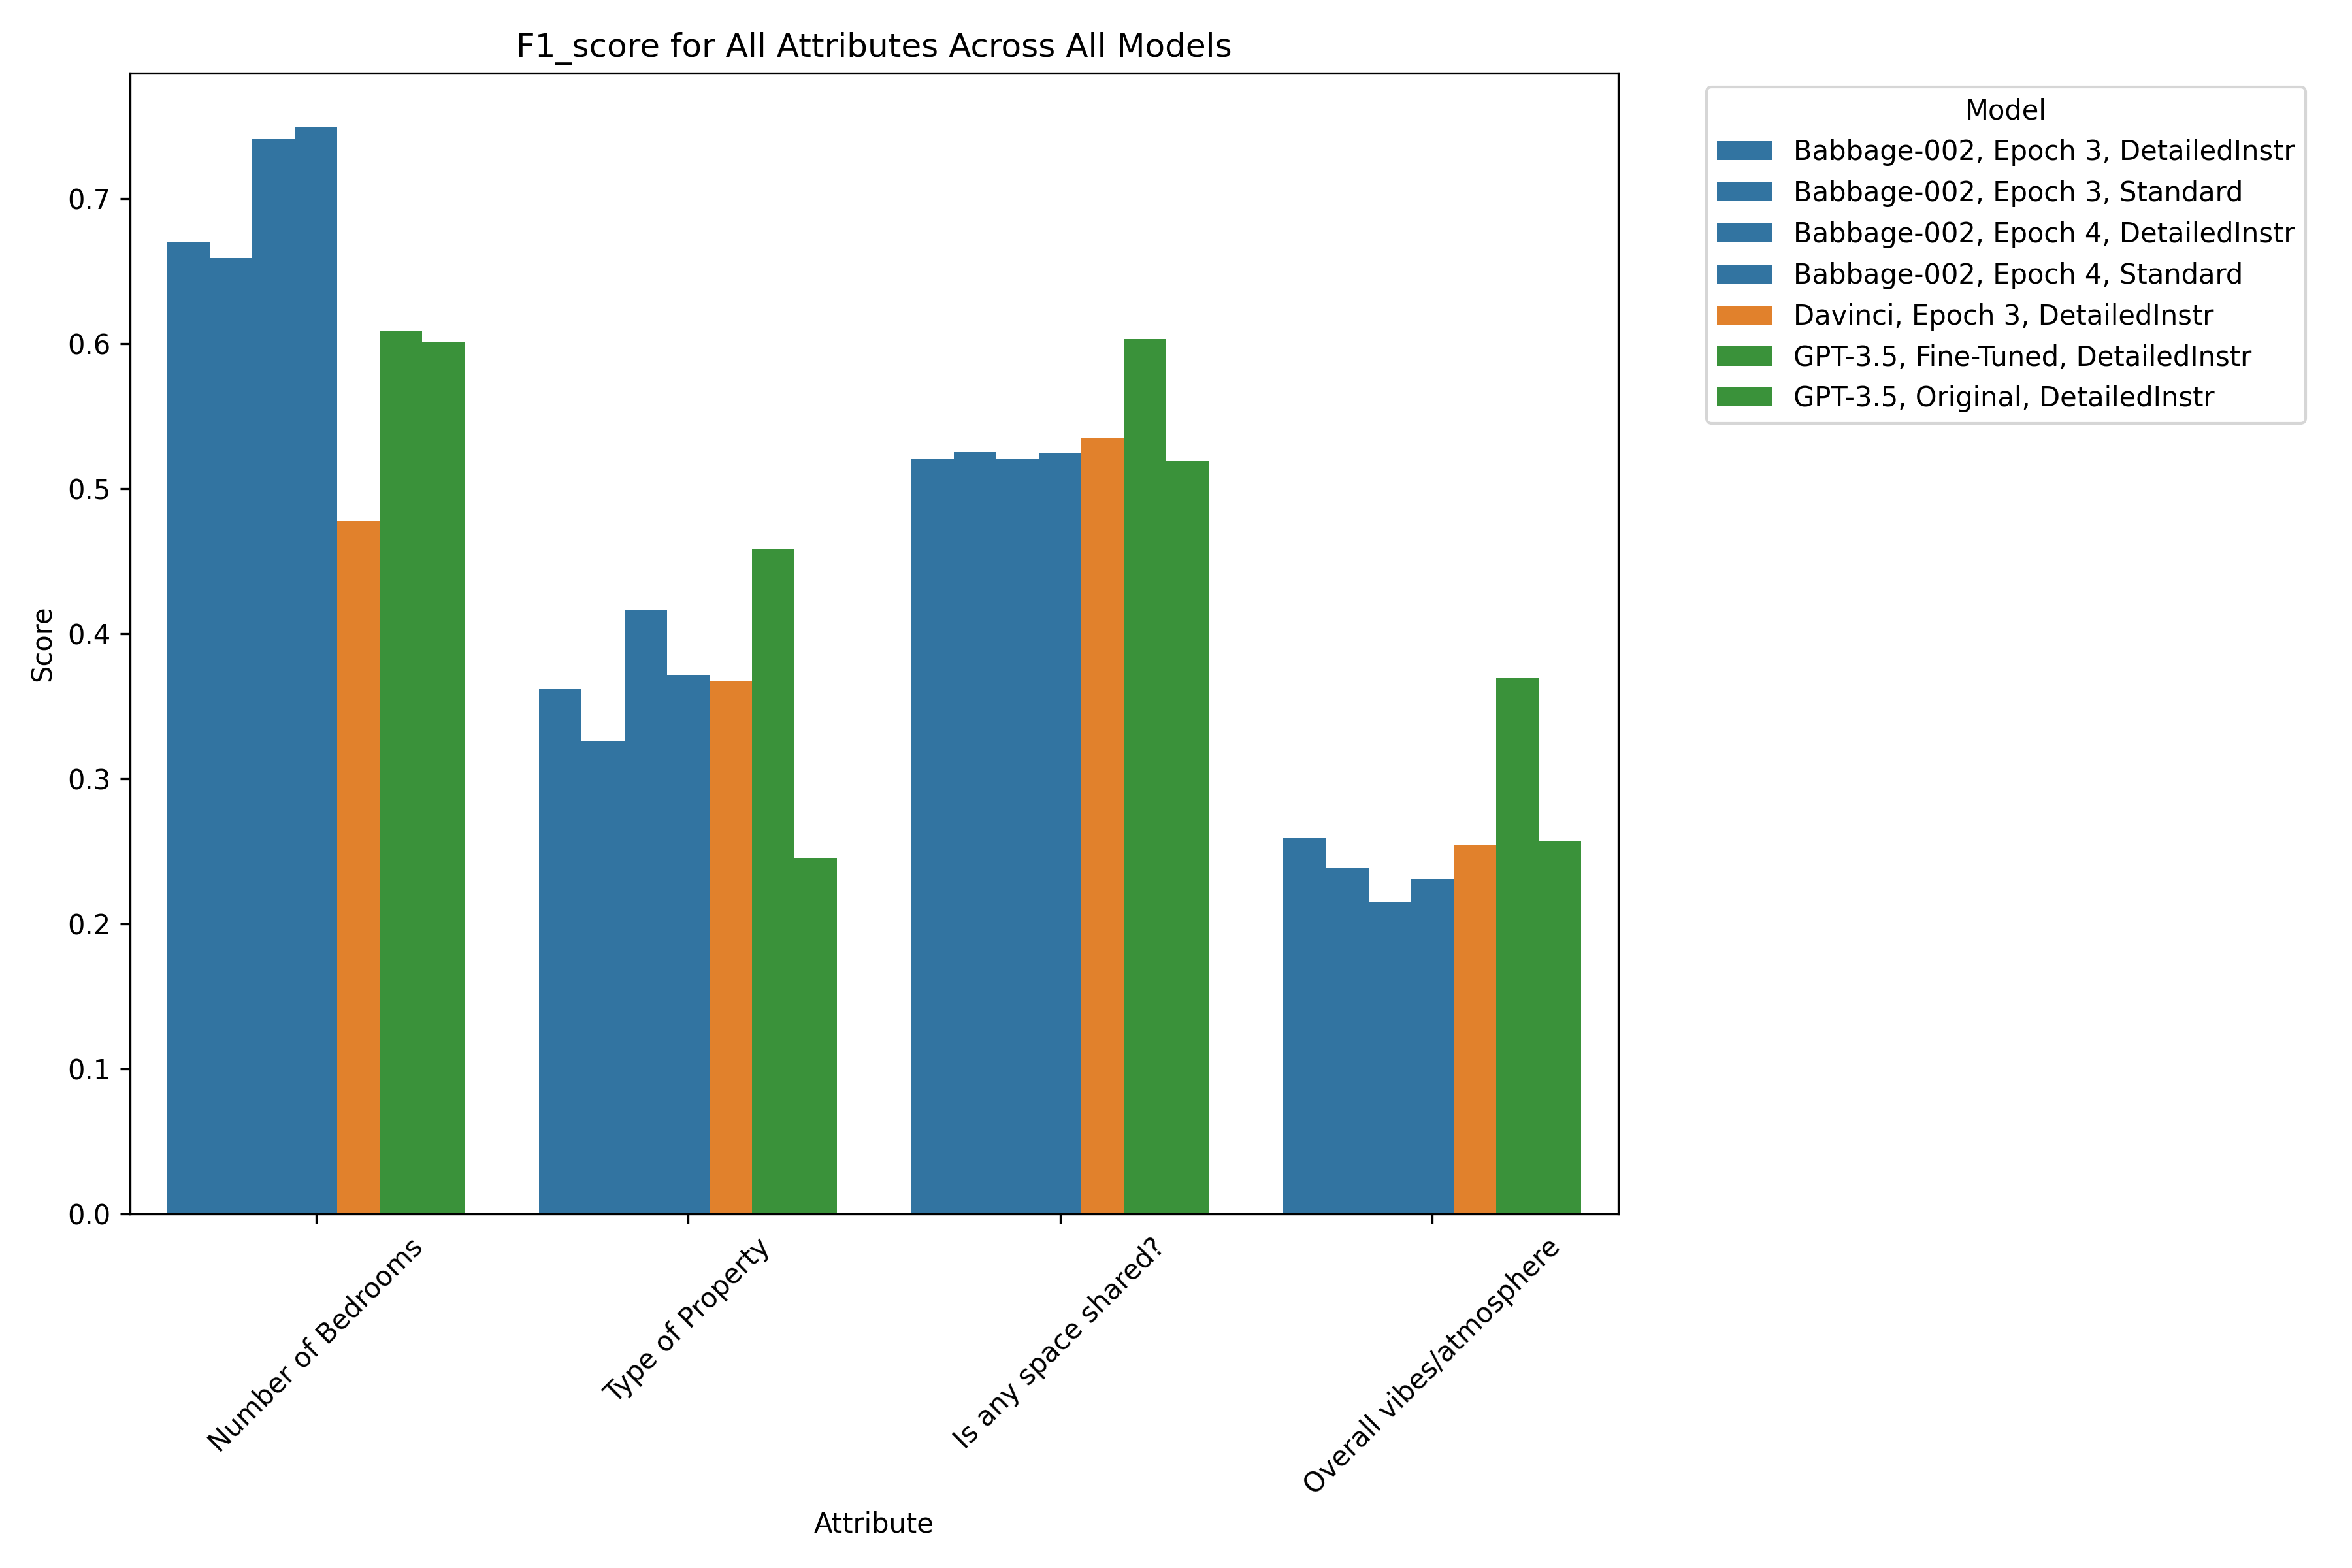 F1_score for All Attributes Across All Models
Model
Babbage-002, Epoch 3, DetailedInstr
Babbage-002, Epoch 3, Standard
Babbage-002, Epoch 4, DetailedInstr
Babbage-002, Epoch 4, Standard
Davinci, Epoch 3, DetailedInstr
GPT-3.5, Fine-Tuned, DetailedInstr
GPT-3.5, Original, DetailedInstr
Score
0.7
0.6
0.5
0.4
0.3
0.2
0.1
0.0
Number of Bedrooms
Type of Property
Is any space shared?
Overall vibes/atmosphere
Attribute